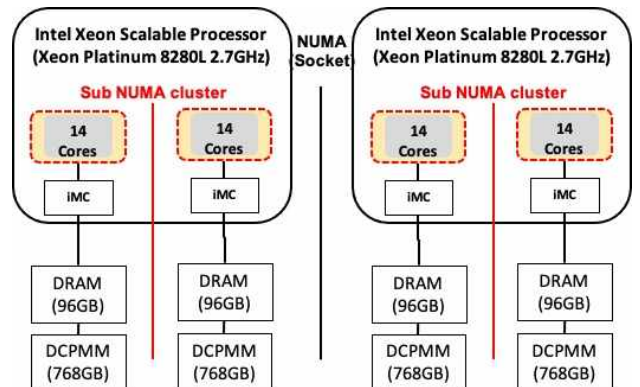 Intel Xeon Scalable Processor
(Xeon Platinum 8280L 2.7GHz)
Sub NUMA cluster
14
Cores
14
Cores
iMC
iMC
DRAM
(96GB)
DRAM
(96GB)
DCPMM
(768GB)
DCPMM
(768GB)
NUMA
(Socket)
Intel Xeon Scalable Processor
(Xeon Platinum 8280L 2.7GHz)
Sub NUMA cluster
14
Cores
14
Cores
iMC
iMC
DRAM
(96GB)
DRAM
(96GB)
DCPMM
(768GB)
DCPMM
(768GB)